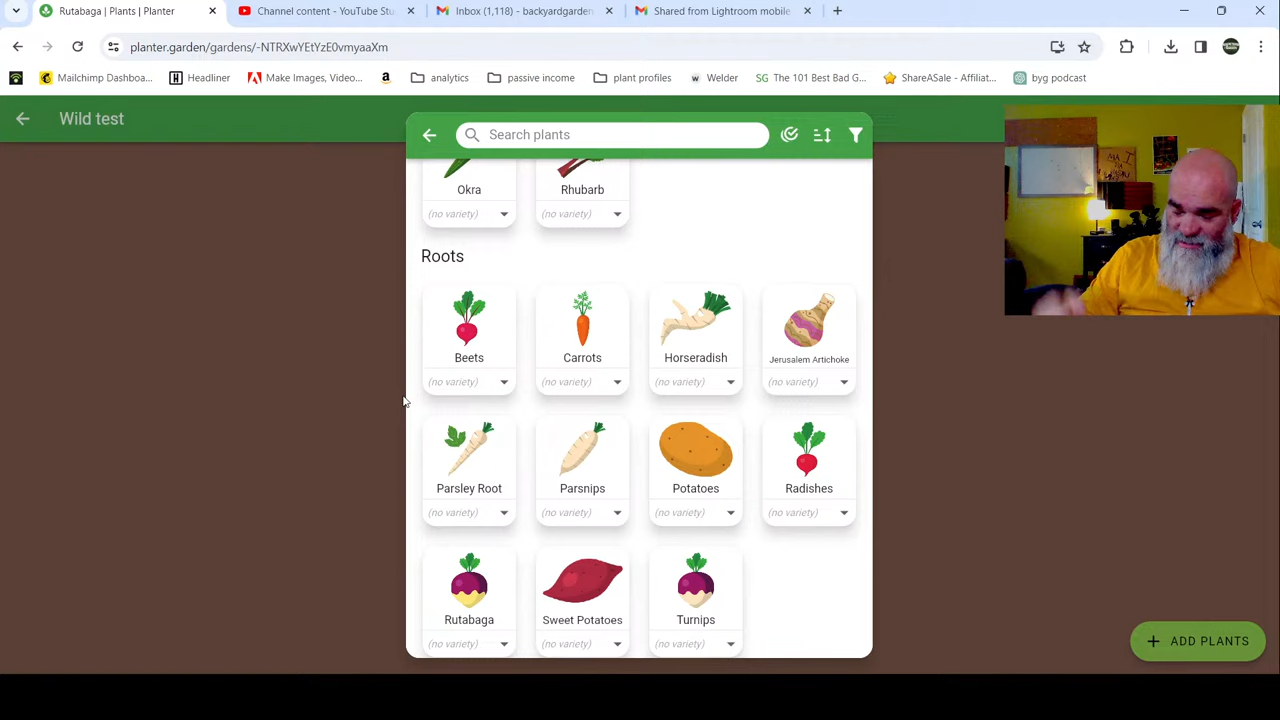 Rutabaga | Plants | Planter
Channel content - YouTube Stu
Inbox (1,118) - backyardgarden
Shared from Lightroom mobile
planter.garden/gardens/-NTRXwYEtYzE0vmyaaXm
Mailchimp Dashboa...
Headliner
Make Images, Video...
analytics
passive income
plant profiles
Welder
SG The 101 Best Bad G...
ShareASale - Affiliat...
byg podcast
Wild test
Search plants
Okra
Rhubarb
(no variety)
(no variety)
Roots
Beets
Carrots
Horseradish
Jerusalem Artichoke
(no variety)
(no variety)
(no variety)
(no variety)
Parsley Root
Parsnips
Potatoes
Radishes
(no variety)
(no variety)
(no variety)
(no variety)
Rutabaga
Sweet Potatoes
Turnips
(no variety)
(no variety)
(no variety)
+ ADD PLANTS